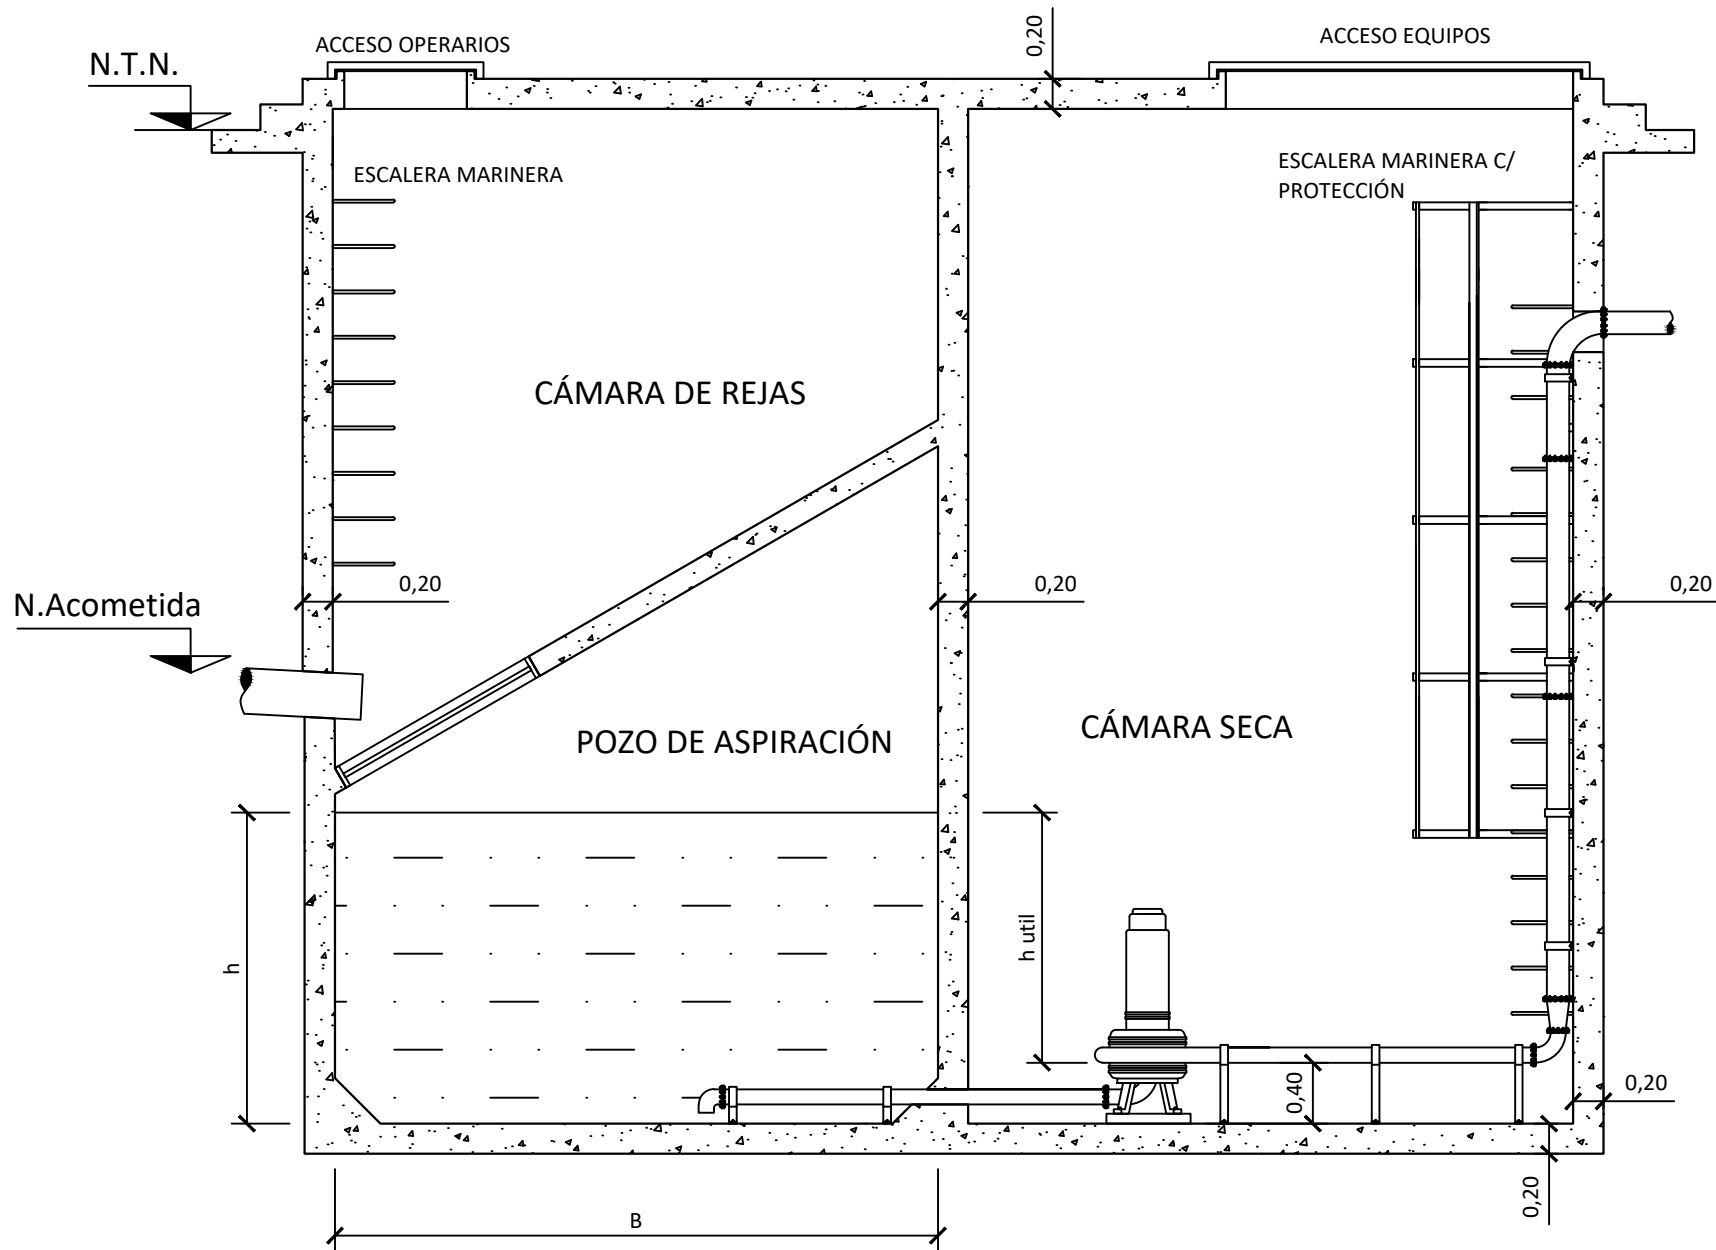 ACCESO OPERARIOS
0,20
ACCESO EQUIPOS
N.T.N.
ESCALERA MARINERA
ESCALERA MARINERA C/
PROTECCIÓN
CÁMARA DE REJAS
0,20
0,20
0,20
N.Acometida
POZO DE ASPIRACIÓN
CÁMARA SECA
h
h util
0,40
0,20
0,20
B